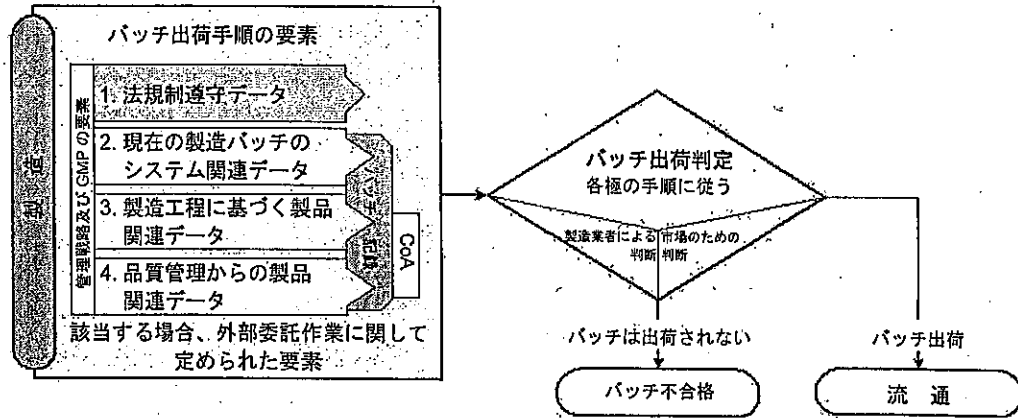 バッチ出荷手順の要素
製造
管理戦略及び GMP の要素
1. 法規制遵守データ
2. 現在の製造バッチの
システム関連データ
3. 製造工程に基づく製品
関連データ
4. 品質管理からの製品
関連データ
バッチ記録
CoA
該当する場合、外部委託作業に関して
定められた要素
バッチ出荷判定
各極の手順に従う
製造業者による
判断
市場のための
判断
バッチは出荷されない
バッチ出荷
バッチ不合格
流通